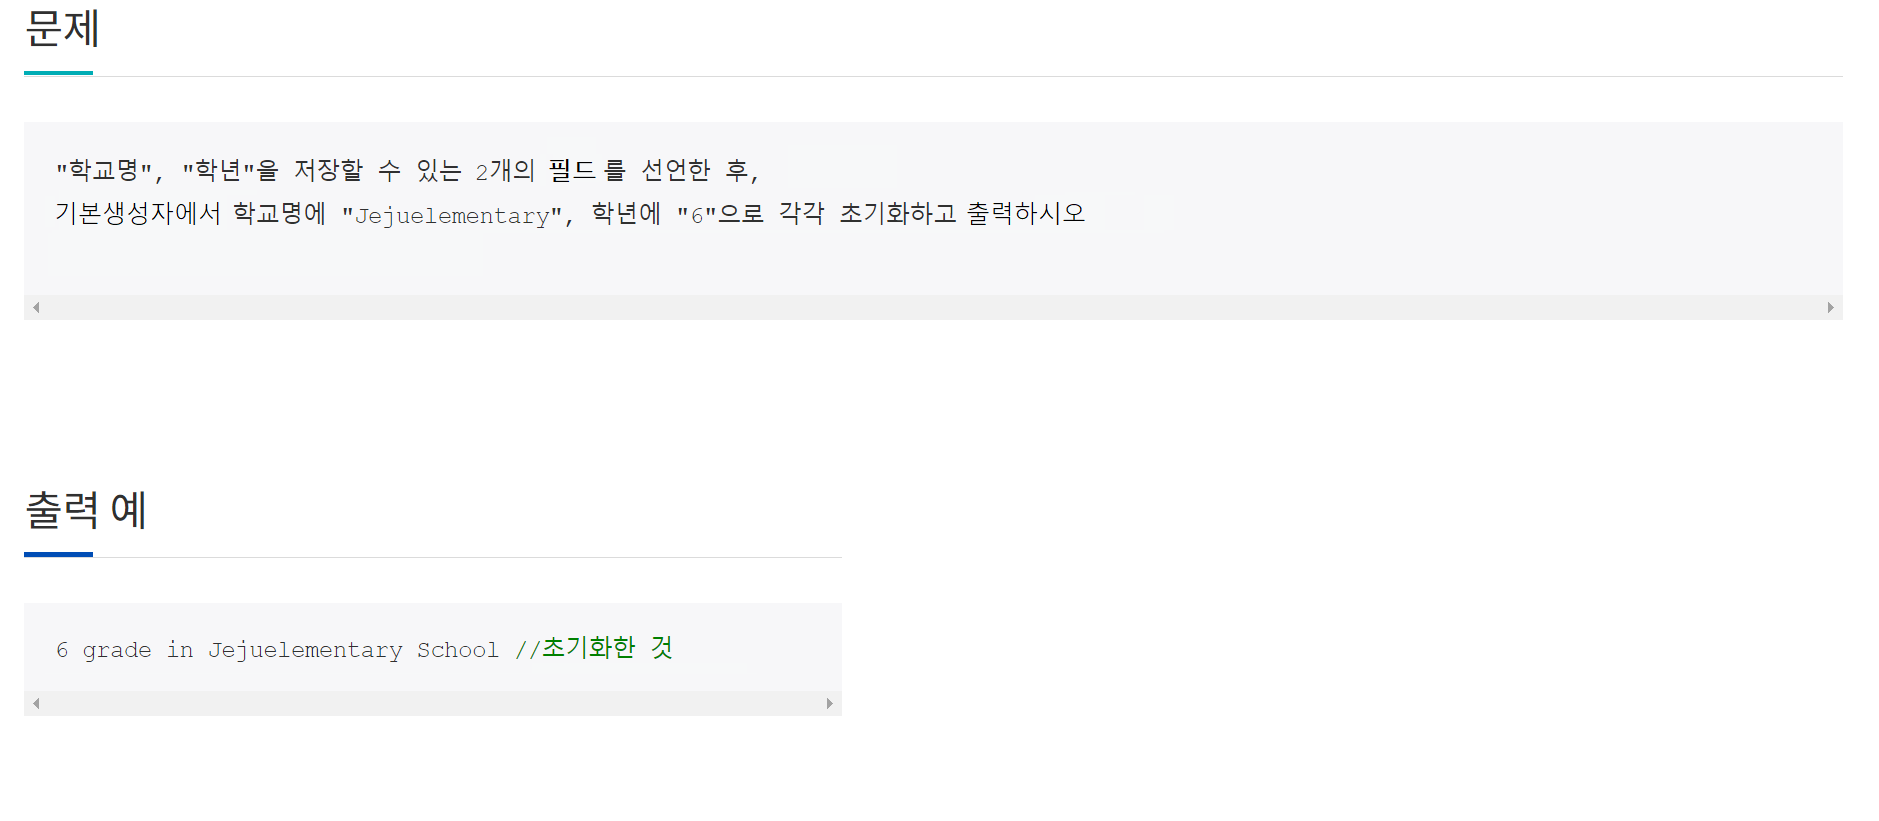 문제
"학교명", "학년"을 저장할 수 있는 2개의 필드를 선언한 후,
기본생성자에서 학교명에 "Jejuelementary", 학년에 "6"으로 각각 초기화하고 출력하시오
출력 예
6 grade in Jejuelementary School //초기화한 것